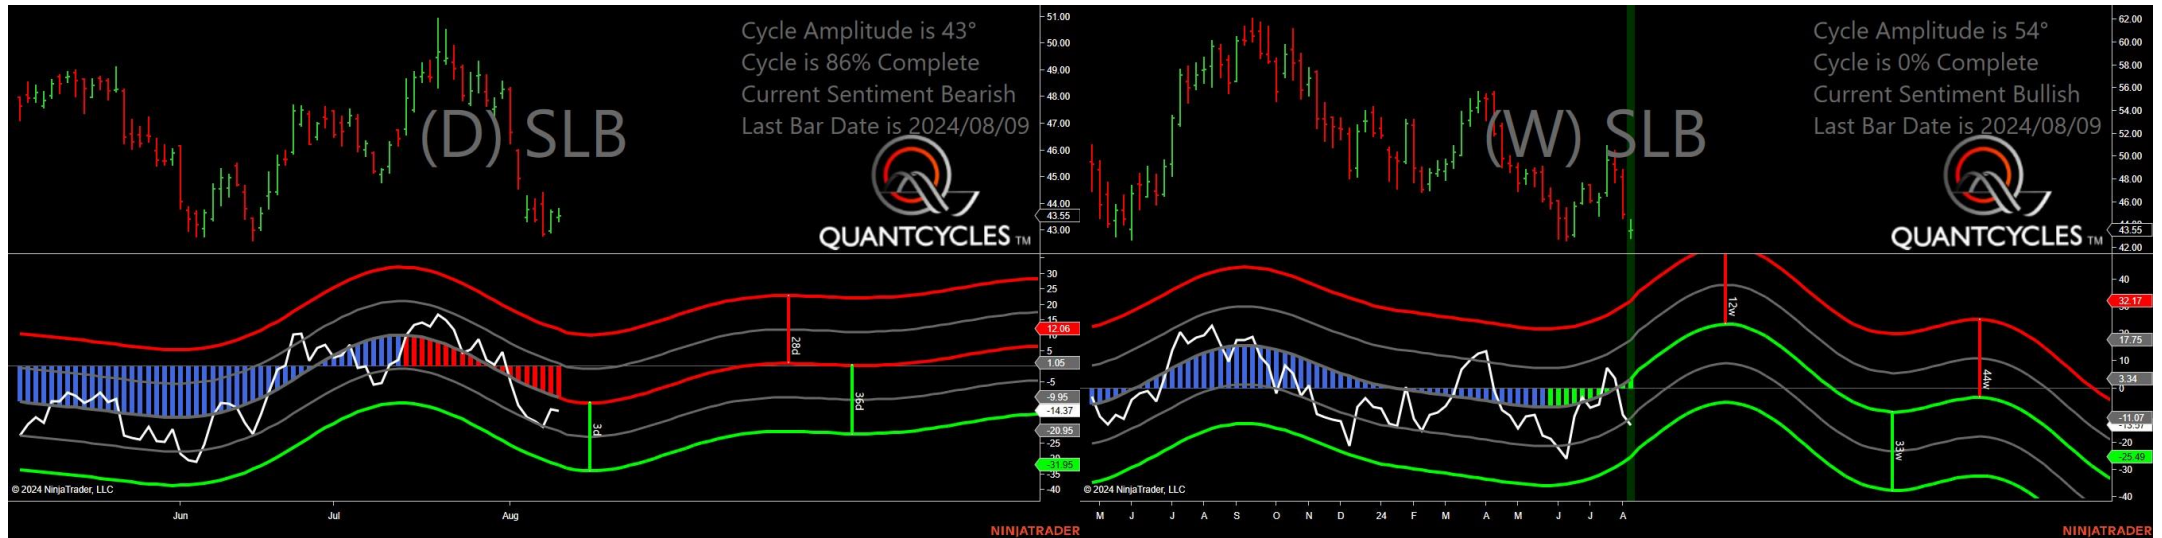 Cycle Amplitude is 43°
Cycle is 86% Complete
Current Sentiment Bearish
Last Bar Date is 2024/08/09
(D) SLB
QUANTCYCLES TM
51.00
50.00
49.00
48.00
47.00
46.00
45.00
44.00
43.55
43.00
30
25
20
15
12.06
10
5
1.05
-5
-9.95
-14.37
-20.95
-25
-30
-31.95
-35
-40
28d
36d
3d
© 2024 NinjaTrader, LLC
Jun
Jul
Aug
NINJATRADER
Cycle Amplitude is 54°
Cycle is 0% Complete
Current Sentiment Bullish
Last Bar Date is 2024/08/09
(W) SLB
QUANTCYCLES TM
62.00
60.00
58.00
56.00
54.00
52.00
50.00
48.00
46.00
44.00
43.55
42.00
40
32.17
20
17.75
10
3.34
0
-11.07
-13.57
-20
-25.49
-30
-40
12w
44w
33w
© 2024 NinjaTrader, LLC
M J J A S O N D 24 F M A M J J A
NINJATRADER